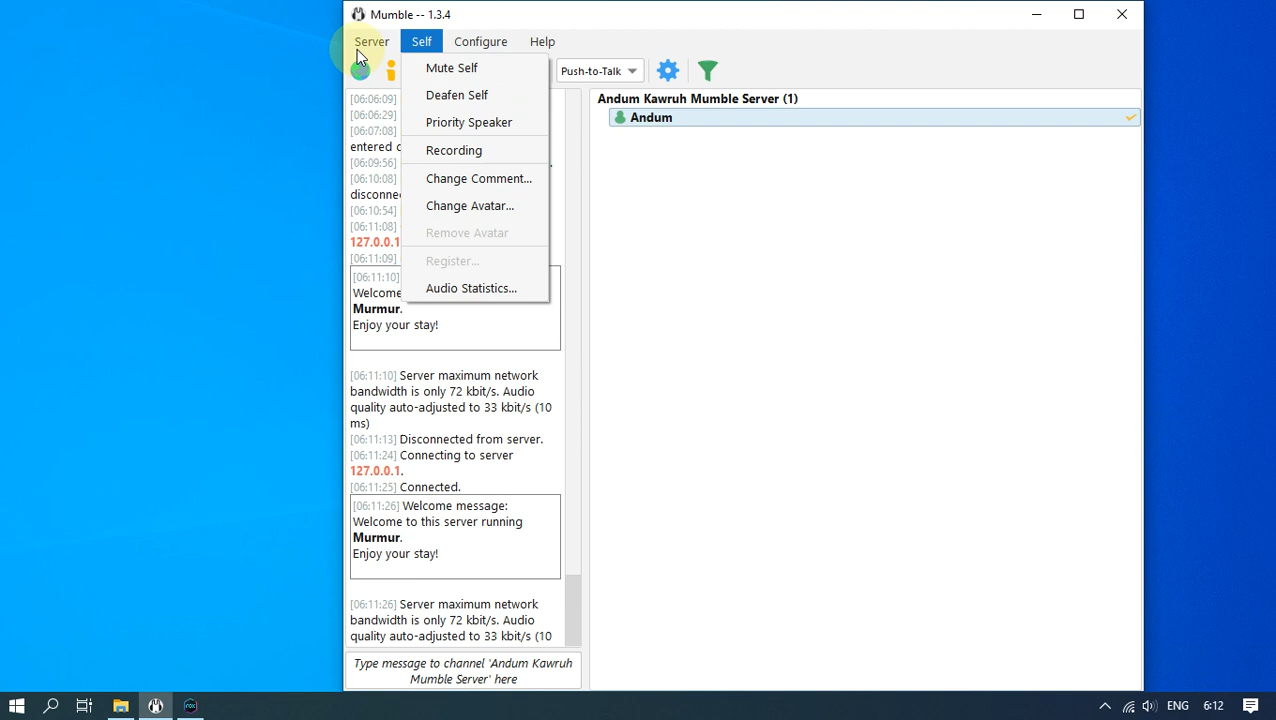 Mumble -- 1.3.4
Server Self Configure Help
Push-to-Talk
Mute Self
Deafen Self
Priority Speaker
Recording
Change Comment...
Change Avatar...
Remove Avatar
Register...
Audio Statistics...
[06:06:09]
[06:06:29]
[06:07:08]
entered
[06:09:56]
[06:10:08]
[06:10:54]
[06:11:08]
127.0.0.1
[06:11:09]
[06:11:10]
Welcome
Murmur.
Enjoy your stay!
[06:11:10] Server maximum network
bandwidth is only 72 kbit/s. Audio
quality auto-adjusted to 33 kbit/s (10
ms)
[06:11:13] Disconnected from server.
[06:11:24] Connecting to server
127.0.0.1.
[06:11:25] Connected.
[06:11:26] Welcome message:
Welcome to this server running
Murmur.
Enjoy your stay!
[06:11:26] Server maximum network
bandwidth is only 72 kbit/s. Audio
quality auto-adjusted to 33 kbit/s (10
Type message to channel 'Andum Kawruh
Mumble Server' here
Andum Kawruh Mumble Server (1)
Andum
ENG
6:12